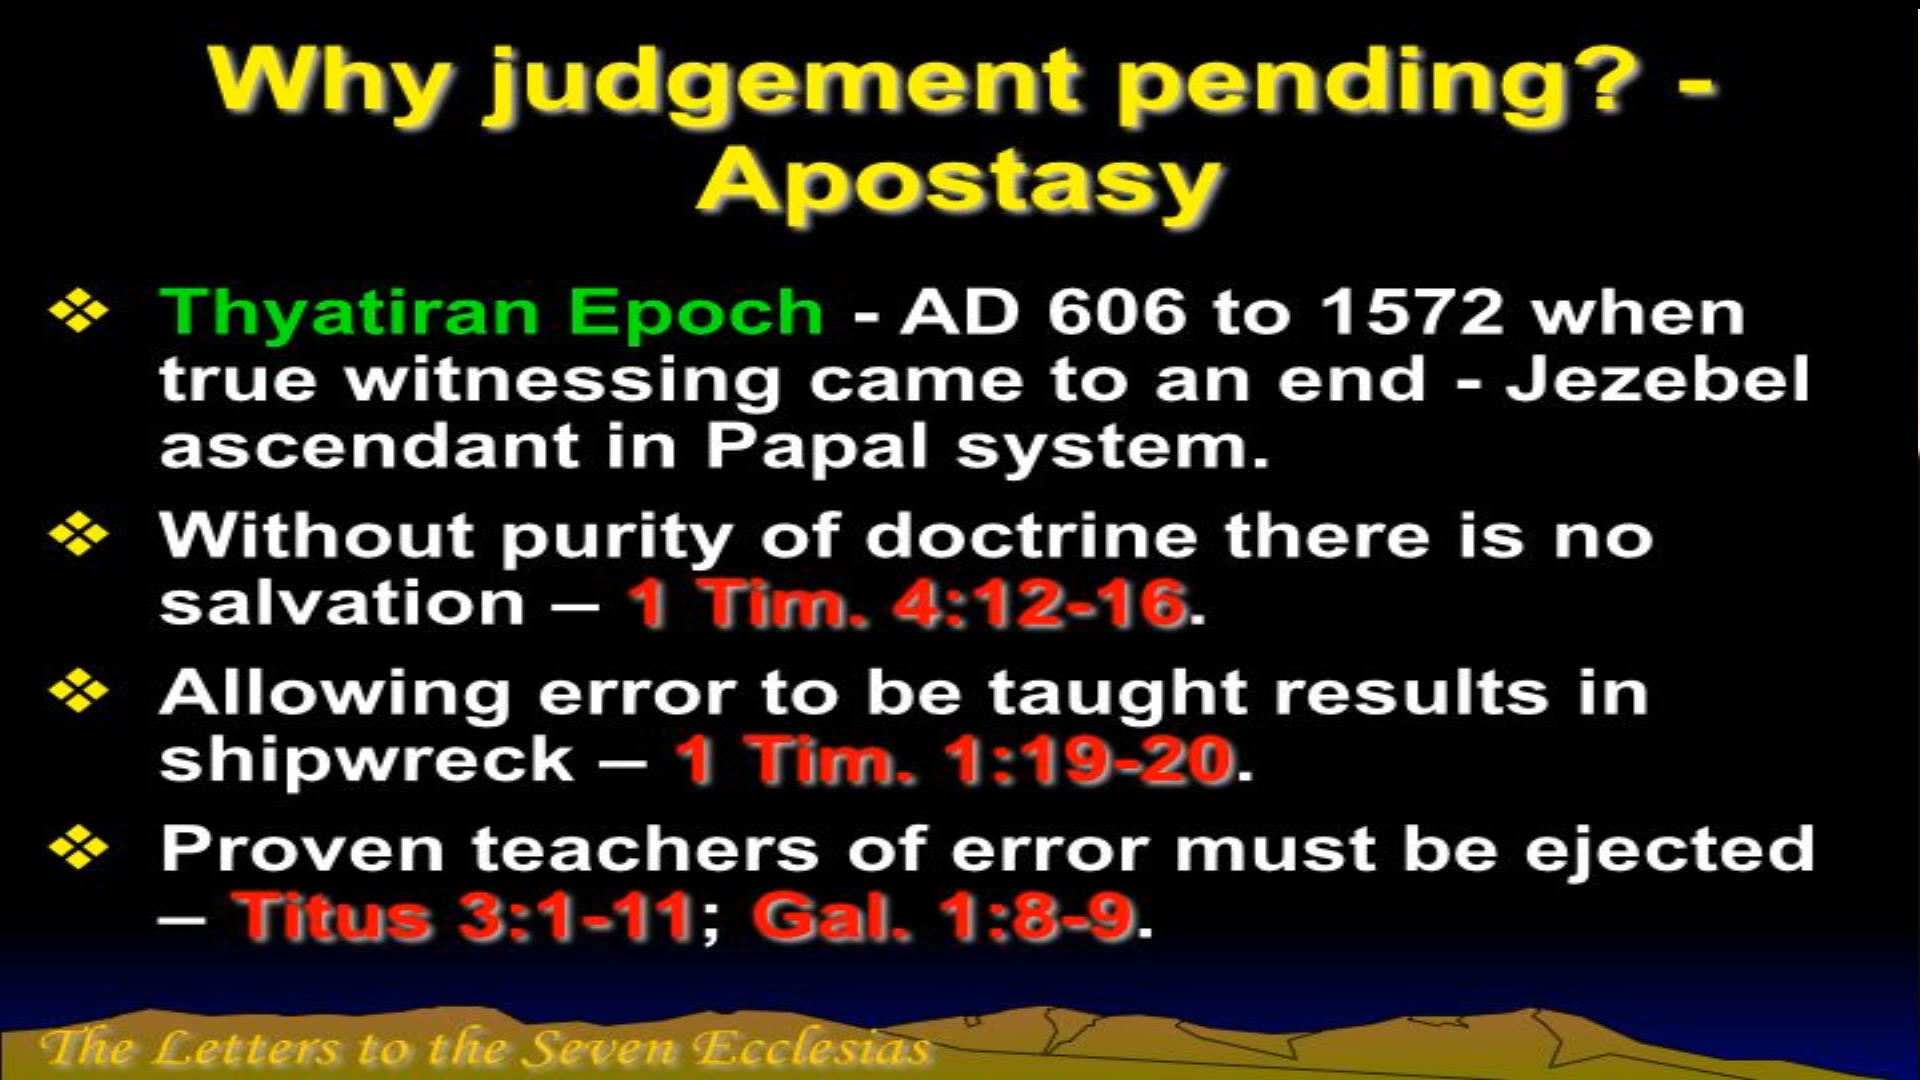 Why judgement pending? -
Apostasy
❖ Thyatiran Epoch - AD 606 to 1572 when
true witnessing came to an end - Jezebel
ascendant in Papal system.
❖ Without purity of doctrine there is no
salvation – 1 Tim. 4:12-16.
❖ Allowing error to be taught results in
shipwreck – 1 Tim. 1:19-20.
❖ Proven teachers of error must be ejected
– Titus 3:1-11; Gal. 1:8-9.
The Letters to the Seven Ecclesias